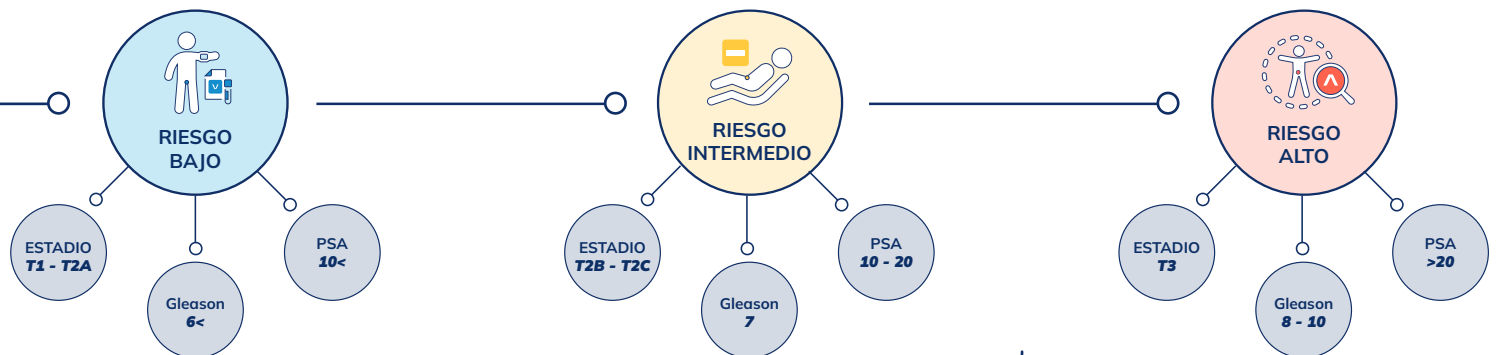 RIESGO
BAJO
ESTADIO
T1 - T2A
Gleason
6<
PSA
10<
RIESGO
INTERMEDIO
ESTADIO
T2B - T2C
Gleason
7
PSA
10 - 20
RIESGO
ALTO
ESTADIO
T3
Gleason
8 - 10
PSA
>20